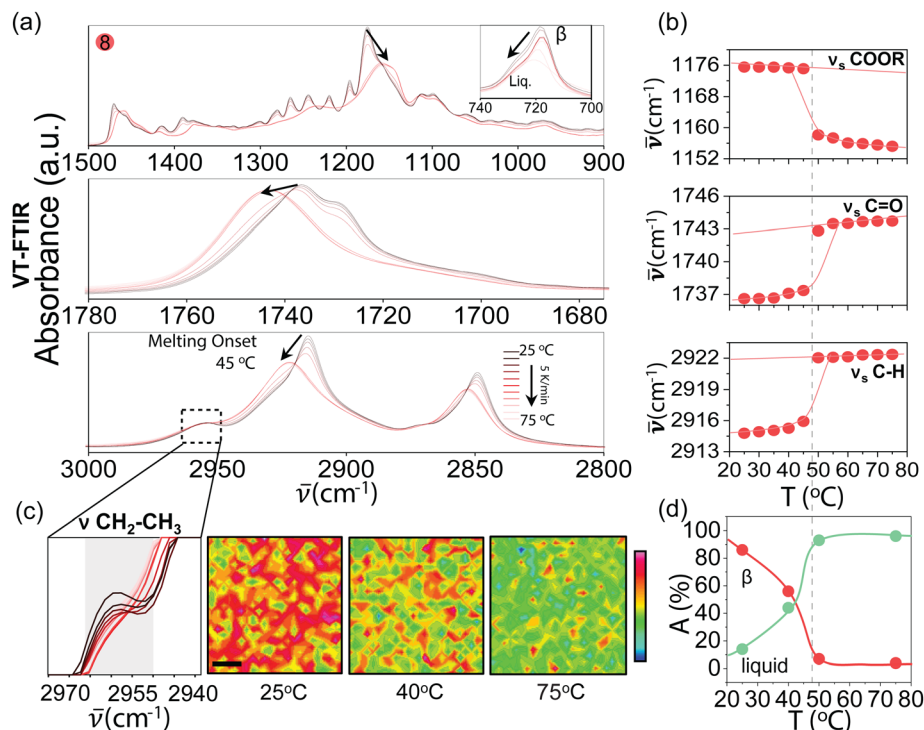 (a)
8
β
Liq.
740 720 700
1500 1400 1300 1200 1100 1000 900
VT-FTIR
Absorbance (a.u.)
1780 1760 1740 1720 1700 1680
Melting Onset
45 °C
25 °C
5 K/min
75 °C
3000 2950 2900 2850 2800
ν̄(cm⁻¹)
(b)
νs COOR
1176
1168
1160
1152
ν̄(cm⁻¹)
νs C=O
1746
1743
1740
1737
ν̄(cm⁻¹)
νs C-H
2922
2919
2916
2913
ν̄(cm⁻¹)
20 30 40 50 60 70 80
T (°C)
(c)
ν CH₂-CH₃
2970 2955 2940
ν̄(cm⁻¹)
25°C
40°C
75°C
(d)
100
80
60
40
20
0
A (%)
β
liquid
20 30 40 50 60 70 80
T (°C)